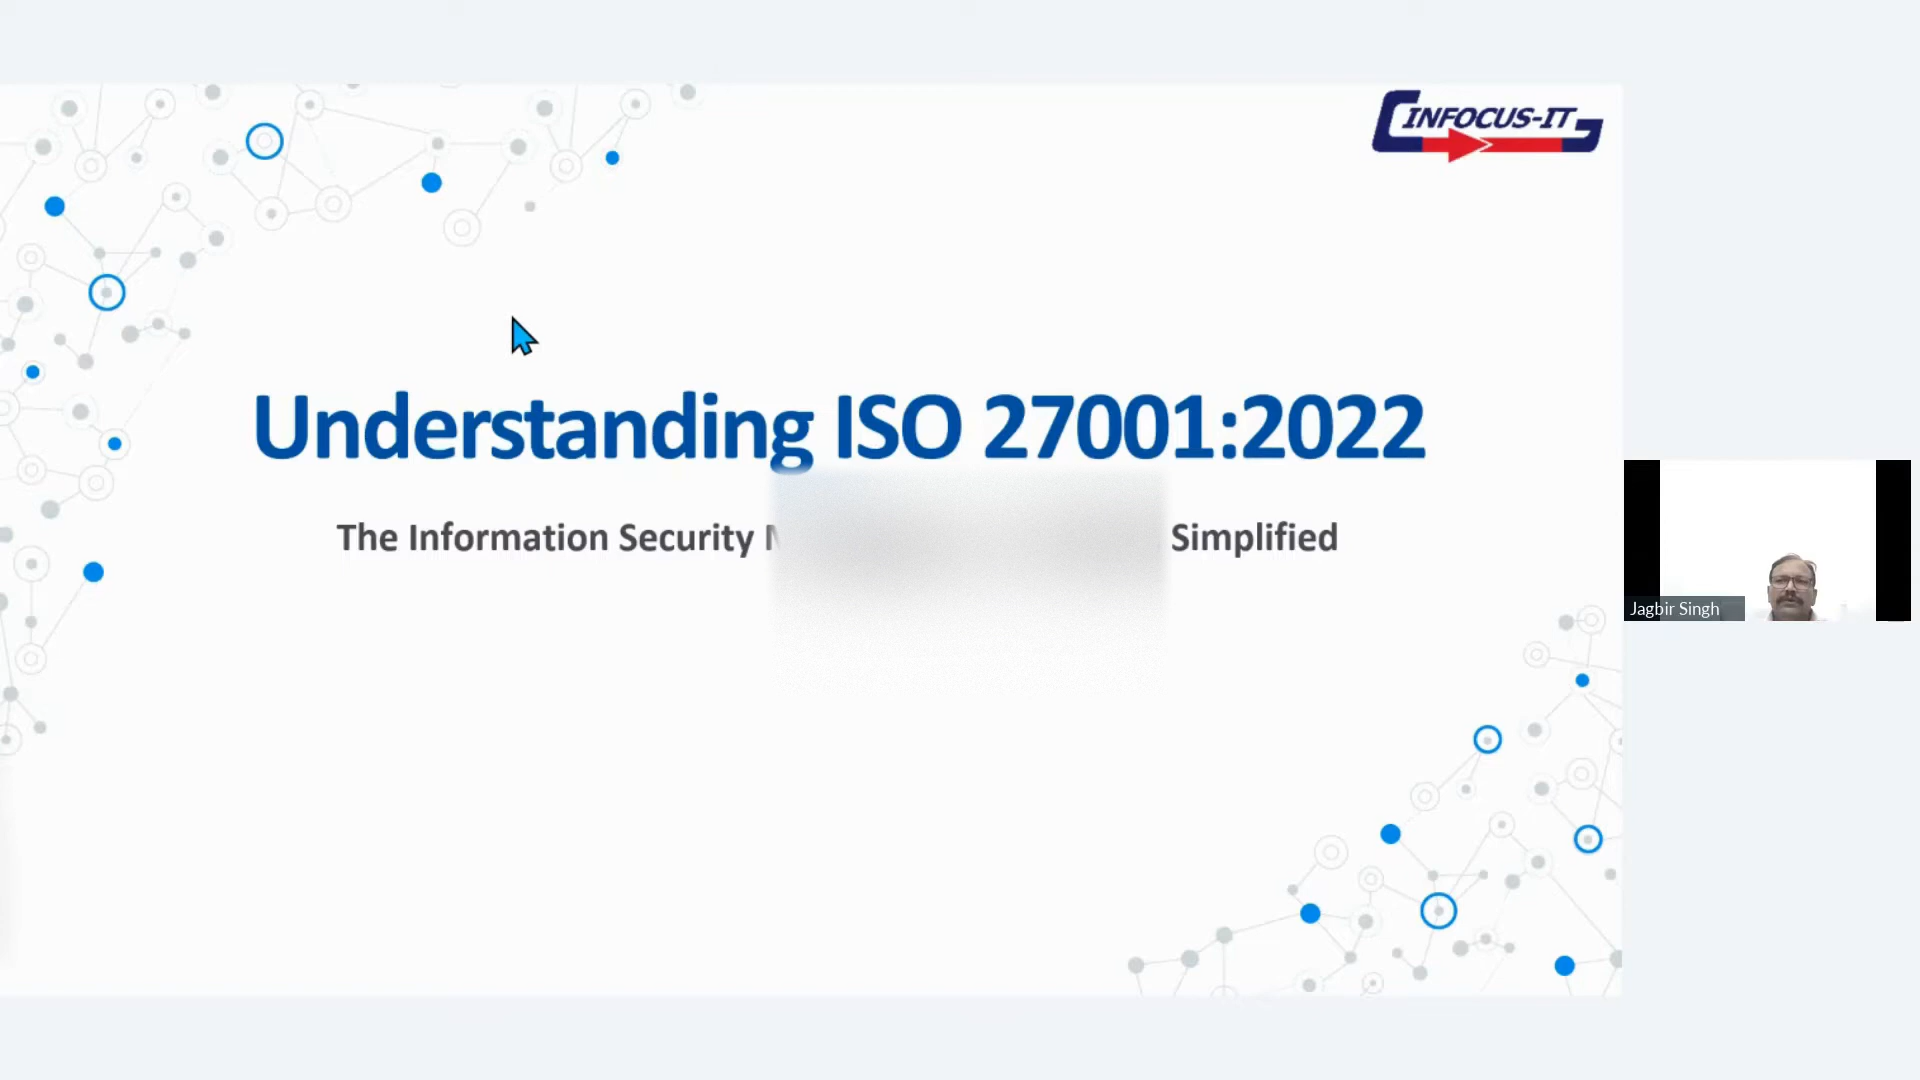 INFOCUS-IT
Understanding ISO 27001:2022
The Information Security
Simplified
Jagbir Singh